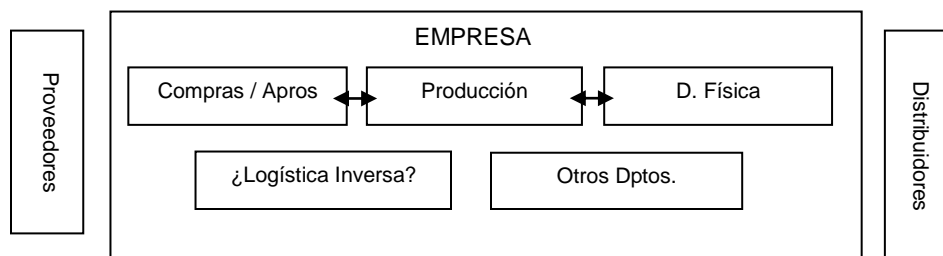 EMPRESA
Proveedores
Compras / Apros
Producción
D. Física
Distribuidores
¿Logística Inversa?
Otros Dptos.